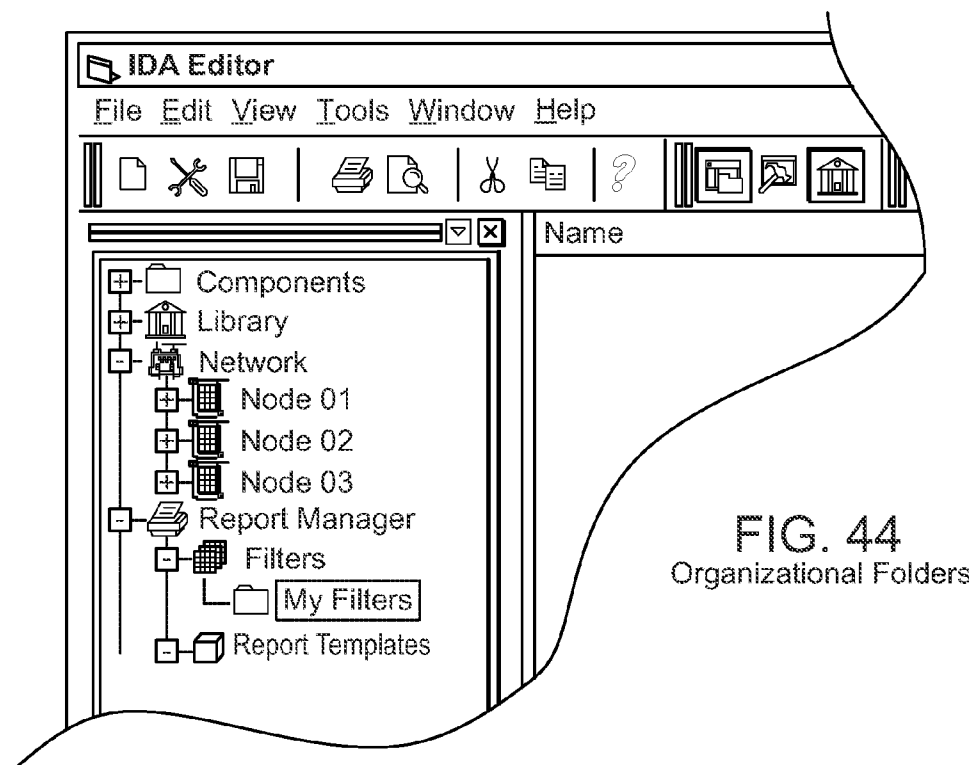 IDA Editor
File Edit View Tools Window Help
Name
Components
Library
Network
Node 01
Node 02
Node 03
Report Manager
Filters
My Filters
Report Templates
FIG. 44
Organizational Folders